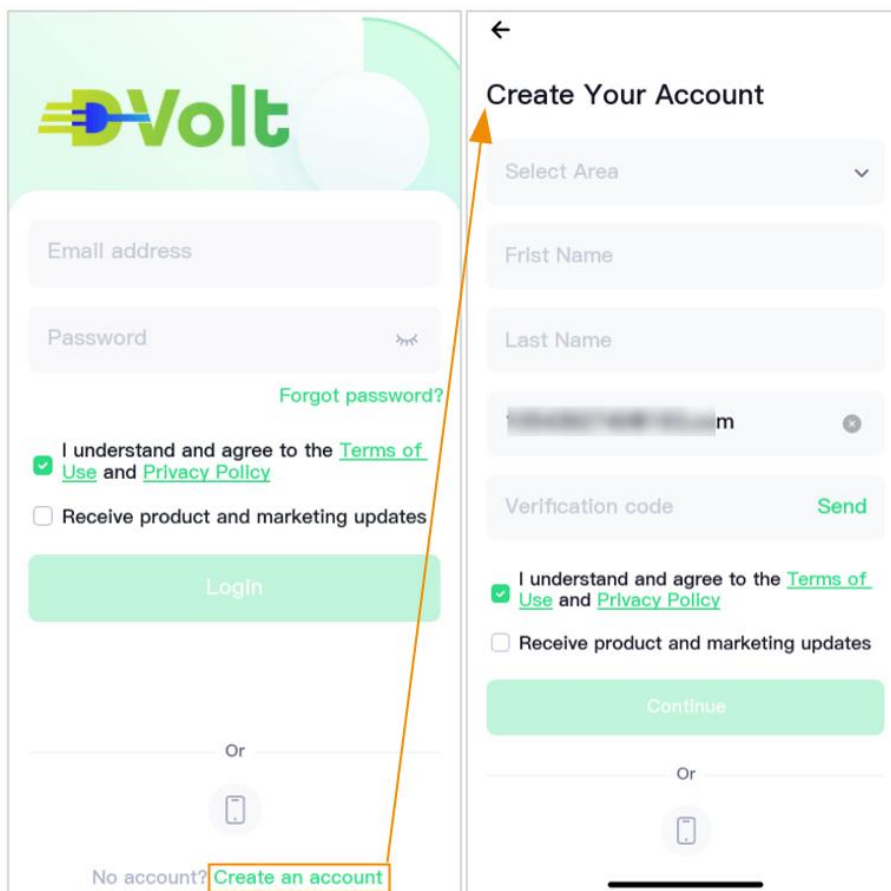 DVolt
Email address
Password
Forgot password?
I understand and agree to the Terms of
Use and Privacy Policy
Receive product and marketing updates
Login
Or
No account? Create an account
Create Your Account
Select Area
Frist Name
Last Name
m
Verification code
Send
I understand and agree to the Terms of
Use and Privacy Policy
Receive product and marketing updates
Continue
Or